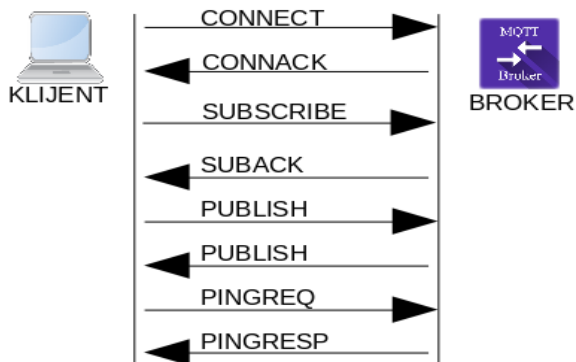 CONNECT
MQTT
Broker
CONNACK
KLIJENT
BROKER
SUBSCRIBE
SUBACK
PUBLISH
PUBLISH
PINGREQ
PINGRESP